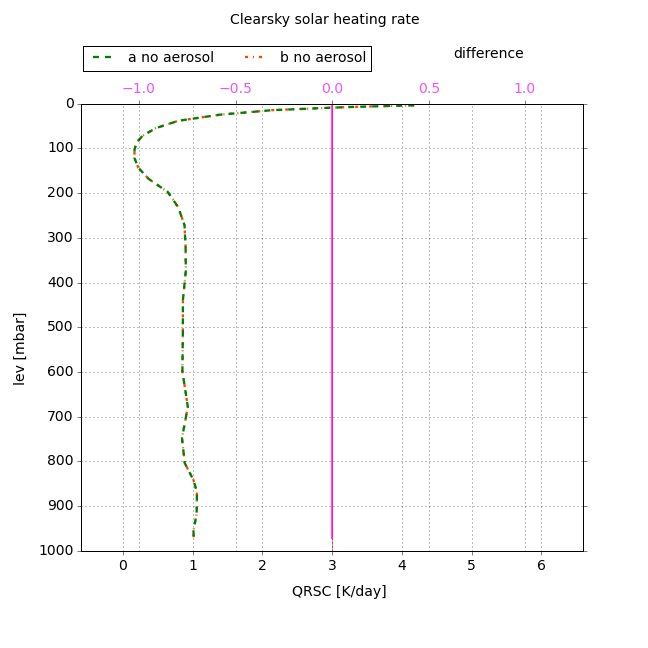 Clearsky solar heating rate
a no aerosol b no aerosol difference
−1.0 −0.5 0.0 0.5 1.0
0
100
200
300
400
500
600
700
800
900
1000
lev [mbar]
0 1 2 3 4 5 6
QRSC [K/day]